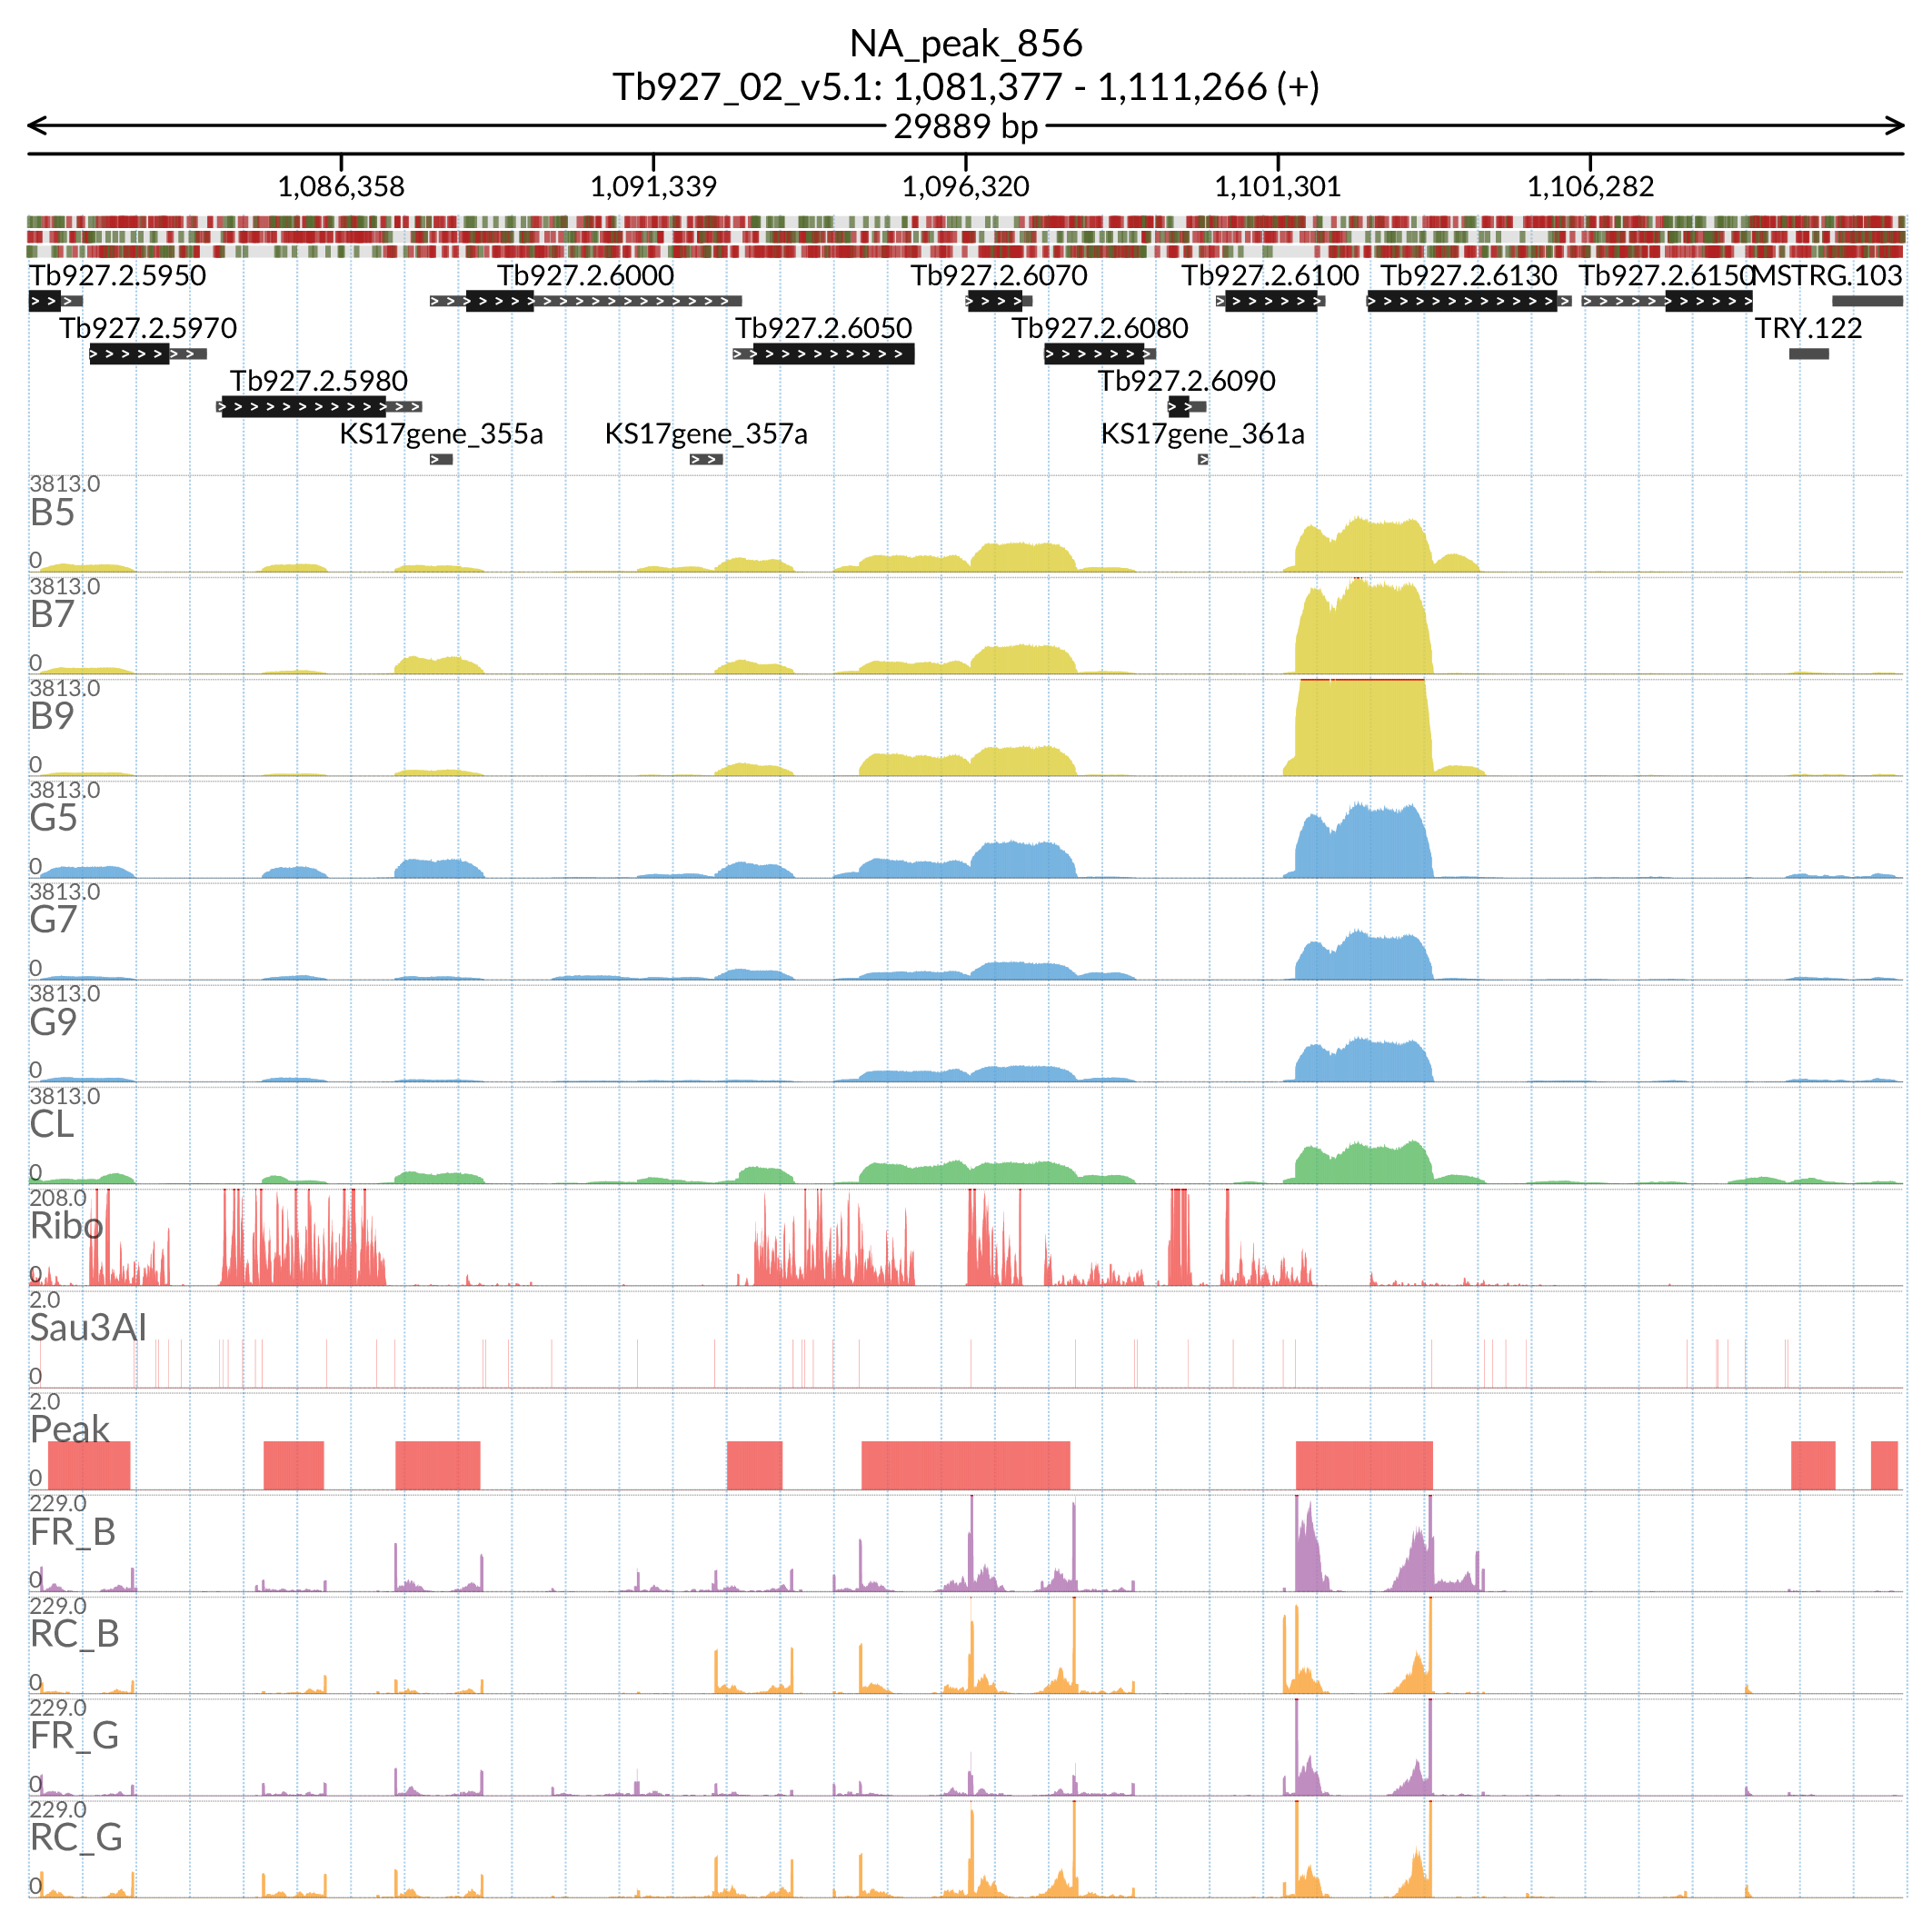 NA_peak_856
Tb927_02_v5.1: 1,081,377 - 1,111,266 (+)
29889 bp
1,086,358 1,091,339 1,096,320 1,101,301 1,106,282
Tb927.2.5950 Tb927.2.6000 Tb927.2.6070 Tb927.2.6100 Tb927.2.6130 Tb927.2.6150 MSTRG.103
Tb927.2.5970 Tb927.2.6050 Tb927.2.6080 TRY.122
Tb927.2.5980 Tb927.2.6090
KS17gene_355a KS17gene_357a KS17gene_361a
3813.0
B5
0
3813.0
B7
0
3813.0
B9
0
3813.0
G5
0
3813.0
G7
0
3813.0
G9
0
3813.0
CL
0
208.0
Ribo
0
2.0
Sau3AI
0
2.0
Peak
0
229.0
FR_B
0
229.0
RC_B
0
229.0
FR_G
0
229.0
RC_G
0